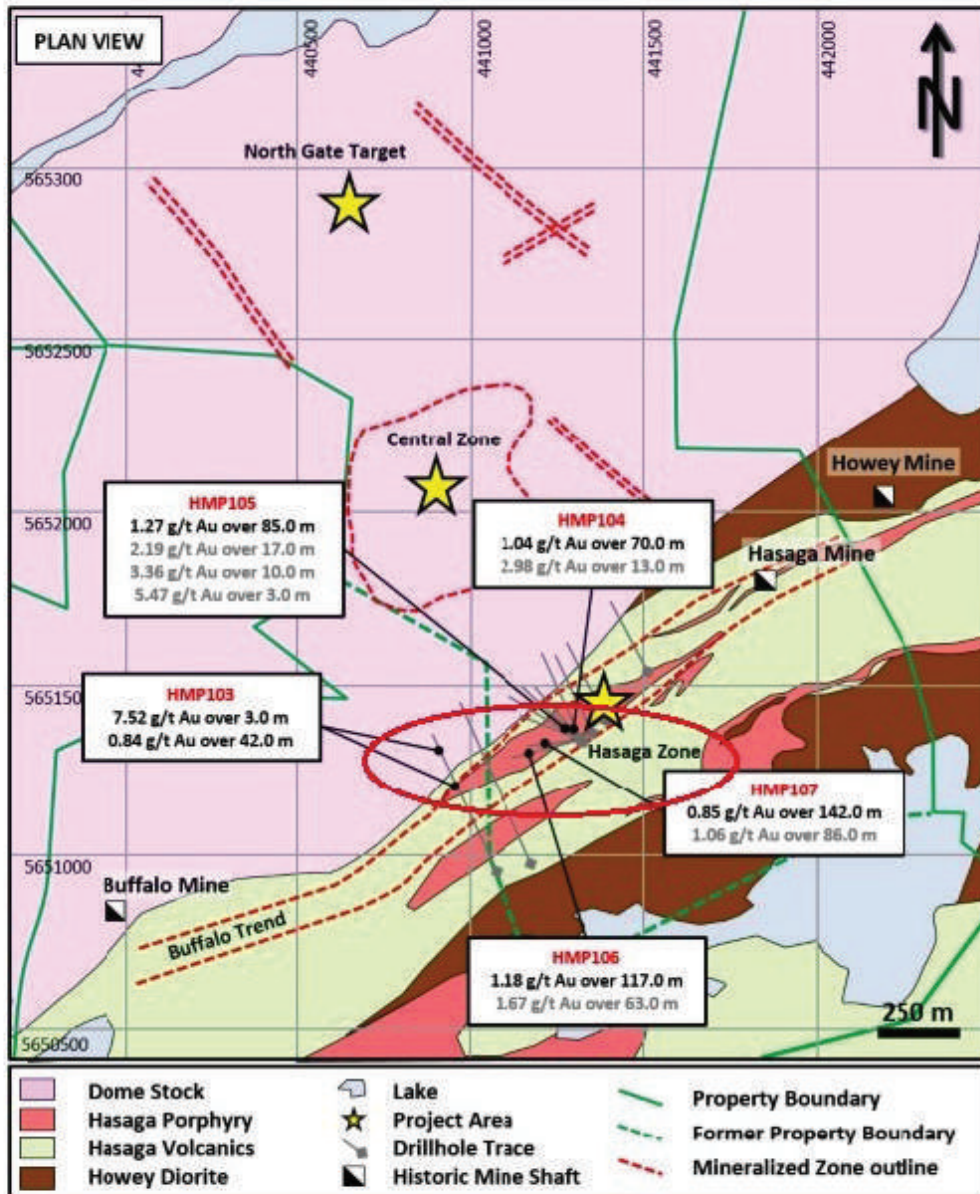 PLAN VIEW
440500
441000
441500
442000
N
North Gate Target
565300
5652500
Central Zone
Howey Mine
HMP105
1.27 g/t Au over 85.0 m
2.19 g/t Au over 17.0 m
3.36 g/t Au over 10.0 m
5.47 g/t Au over 3.0 m
HMP104
1.04 g/t Au over 70.0 m
2.98 g/t Au over 13.0 m
5652000
Hasaga Mine
5651500
HMP103
7.52 g/t Au over 3.0 m
0.84 g/t Au over 42.0 m
Hasaga Zone
HMP107
0.85 g/t Au over 142.0 m
1.06 g/t Au over 86.0 m
5651000
Buffalo Mine
Buffalo Trend
HMP106
1.18 g/t Au over 117.0 m
1.67 g/t Au over 63.0 m
250 m
5650500
Dome Stock
Hasaga Porphyry
Hasaga Volcanics
Howey Diorite
Lake
Project Area
Drillhole Trace
Historic Mine Shaft
Property Boundary
Former Property Boundary
Mineralized Zone outline